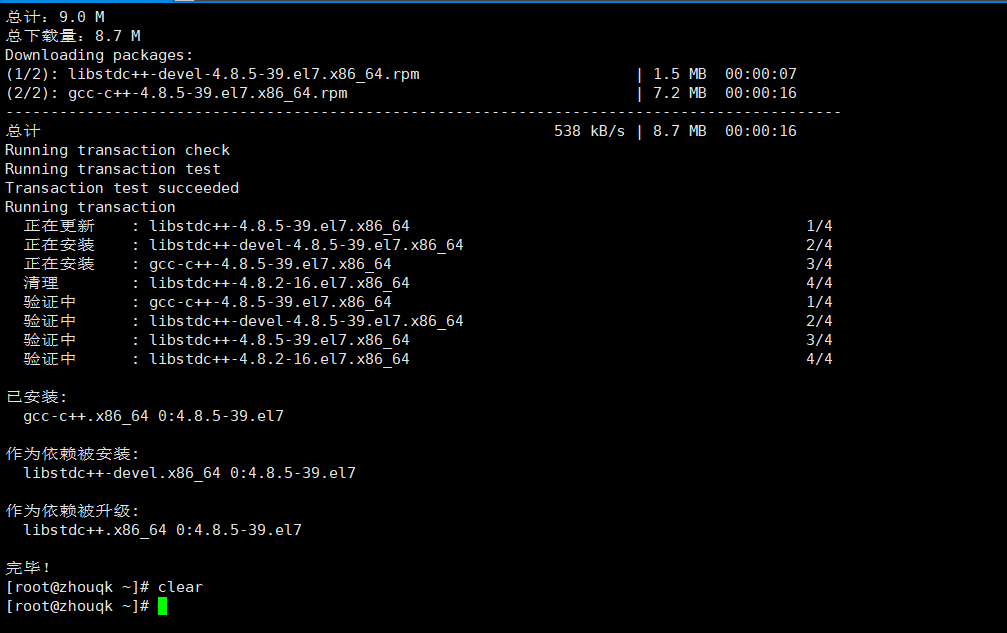 总计：9.0 M
总下载量：8.7 M
Downloading packages:
(1/2): libstdc++-devel-4.8.5-39.el7.x86_64.rpm | 1.5 MB 00:00:07
(2/2): gcc-c++-4.8.5-39.el7.x86_64.rpm | 7.2 MB 00:00:16
--------------------------------------------------------------------------------------------
总计 538 kB/s | 8.7 MB 00:00:16
Running transaction check
Running transaction test
Transaction test succeeded
Running transaction
正在更新 : libstdc++-4.8.5-39.el7.x86_64 1/4
正在安装 : libstdc++-devel-4.8.5-39.el7.x86_64 2/4
正在安装 : gcc-c++-4.8.5-39.el7.x86_64 3/4
清理 : libstdc++-4.8.2-16.el7.x86_64 4/4
验证中 : gcc-c++-4.8.5-39.el7.x86_64 1/4
验证中 : libstdc++-devel-4.8.5-39.el7.x86_64 2/4
验证中 : libstdc++-4.8.5-39.el7.x86_64 3/4
验证中 : libstdc++-4.8.2-16.el7.x86_64 4/4
已安装:
gcc-c++.x86_64 0:4.8.5-39.el7
作为依赖被安装:
libstdc++-devel.x86_64 0:4.8.5-39.el7
作为依赖被升级:
libstdc++.x86_64 0:4.8.5-39.el7
完毕！
[root@zhouqk ~]# clear
[root@zhouqk ~]#